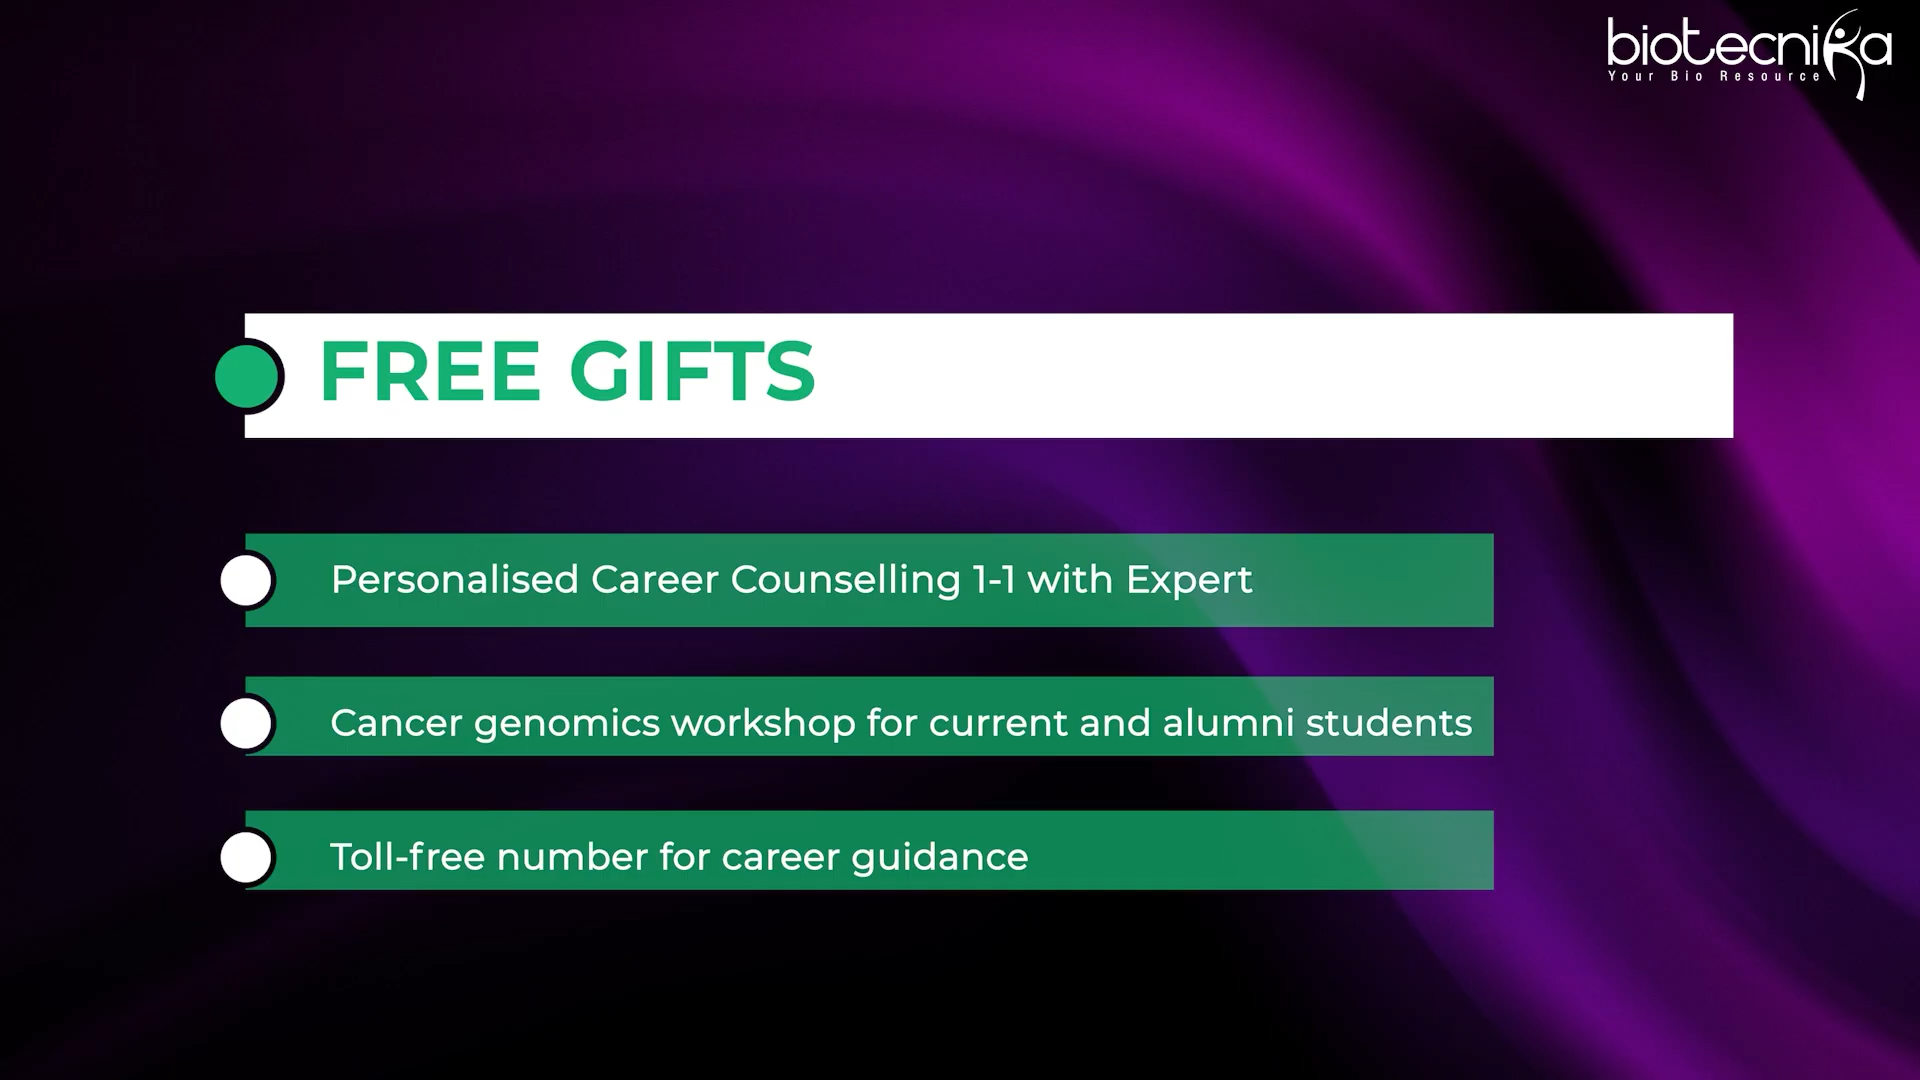 biotecnika
Your Bio Resource
FREE GIFTS
Personalised Career Counselling 1-1 with Expert
Cancer genomics workshop for current and alumni students
Toll-free number for career guidance